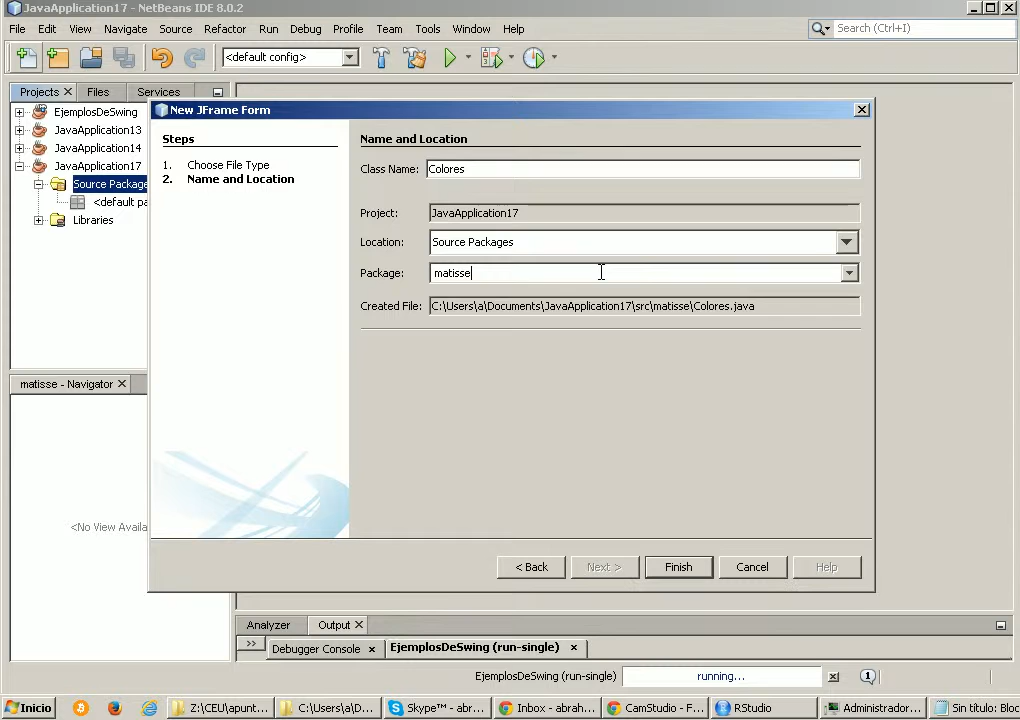 JavaApplication17 - NetBeans IDE 8.0.2
File Edit View Navigate Source Refactor Run Debug Profile Team Tools Window Help
Search (Ctrl+I)
<default config>
Projects Files Services
EjemplosDeSwing
JavaApplication13
JavaApplication14
JavaApplication17
Source Package
<default pa
Libraries
matisse - Navigator
<No View Availa
New JFrame Form
Steps
1. Choose File Type
2. Name and Location
Name and Location
Class Name: Colores
Project: JavaApplication17
Location: Source Packages
Package: matisse
Created File: C:\Users\a\Documents\JavaApplication17\src\matisse\Colores.java
< Back Next > Finish Cancel Help
Analyzer Output
>> Debugger Console EjemplosDeSwing (run-single)
EjemplosDeSwing (run-single) running... 1
Inicio Z:\CEU\apunt... C:\Users\a\D... Skype™ - abr... Inbox - abrah... CamStudio - F... RStudio Administrador... Sin título: Bloc